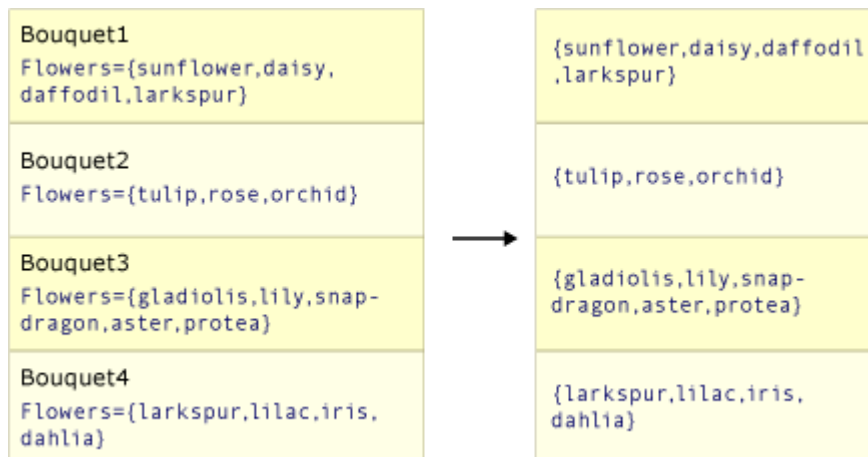 Bouquet1
Flowers={sunflower,daisy,
daffodil,larkspur}
Bouquet2
Flowers={tulip,rose,orchid}
Bouquet3
Flowers={gladiolis,lily,snap-
dragon,aster,protea}
Bouquet4
Flowers={larkspur,lilac,iris,
dahlia}
{sunflower,daisy,daffodil
,larkspur}
{tulip,rose,orchid}
{gladiolis,lily,snap-
dragon,aster,protea}
{larkspur,lilac,iris,
dahlia}